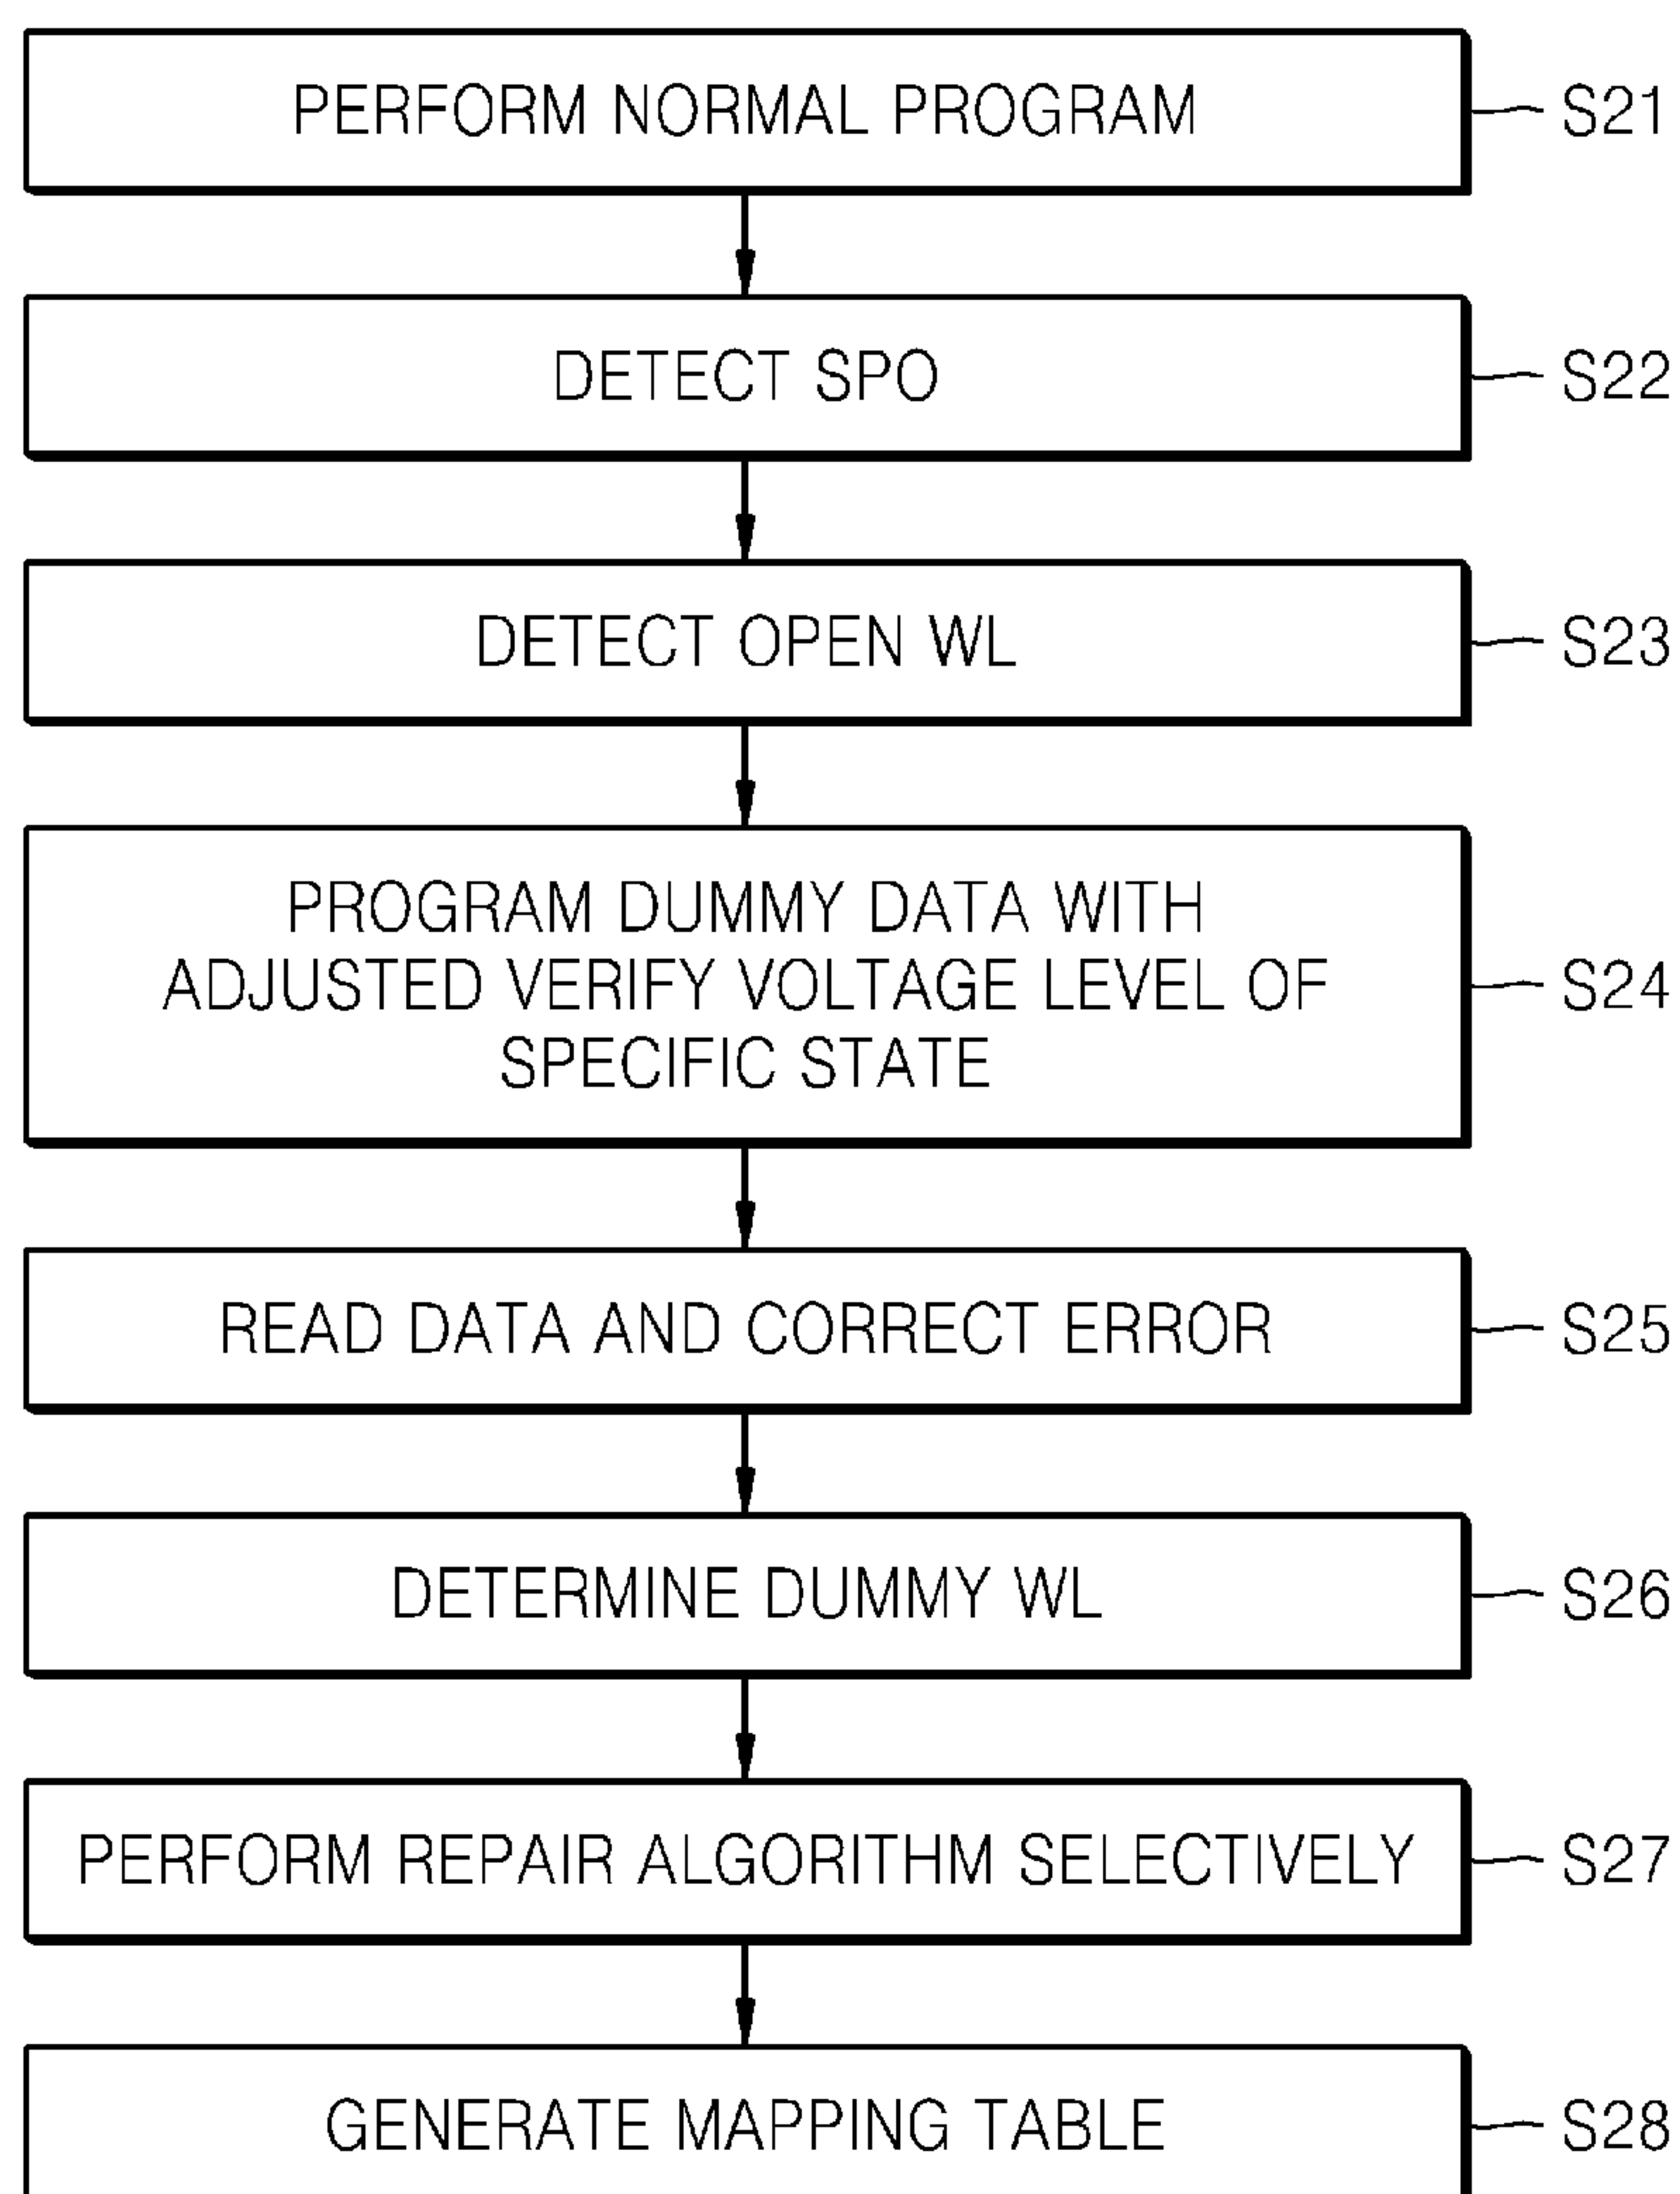 PERFORM NORMAL PROGRAM
S21
DETECT SPO
S22
DETECT OPEN WL
S23
PROGRAM DUMMY DATA WITH
ADJUSTED VERIFY VOLTAGE LEVEL OF
SPECIFIC STATE
S24
READ DATA AND CORRECT ERROR
S25
DETERMINE DUMMY WL
S26
PERFORM REPAIR ALGORITHM SELECTIVELY
S27
GENERATE MAPPING TABLE
S28